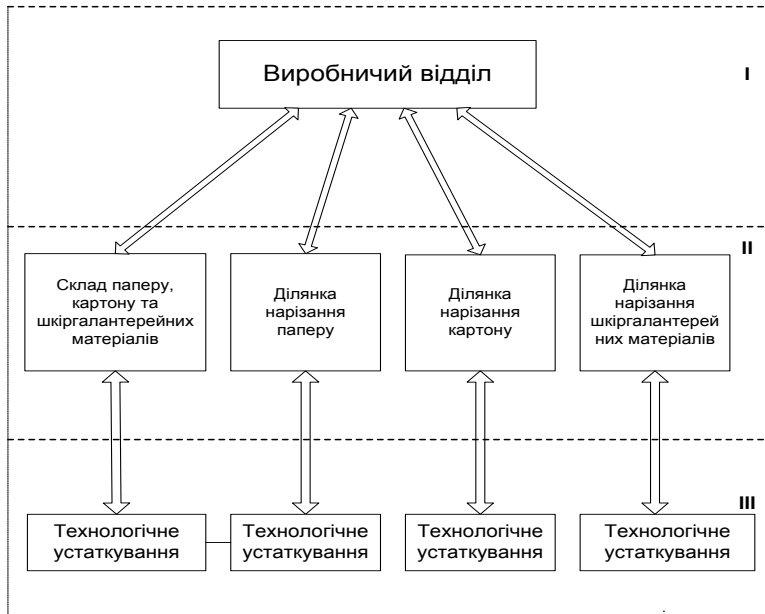 Виробничий відділ
I
II
Склад паперу,
картону та
шкіргалантерейних
матеріалів
Ділянка
нарізання
паперу
Ділянка
нарізання
картону
Ділянка
нарізання
шкіргалантерей
них матеріалів
III
Технологічне
устаткування
Технологічне
устаткування
Технологічне
устаткування
Технологічне
устаткування